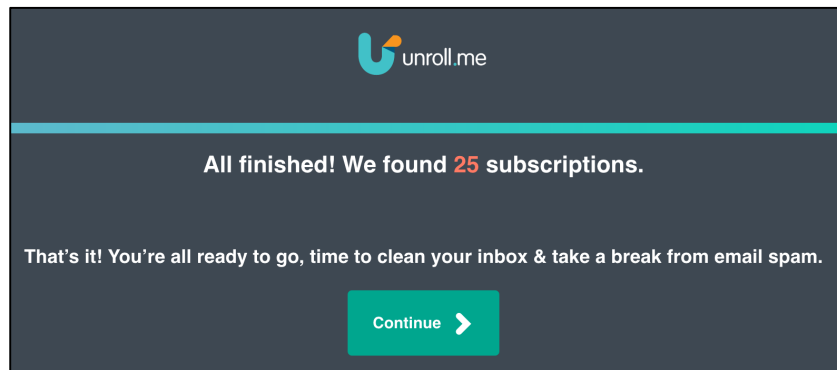 unroll.me
All finished! We found 25 subscriptions.
That's it! You're all ready to go, time to clean your inbox & take a break from email spam.
Continue